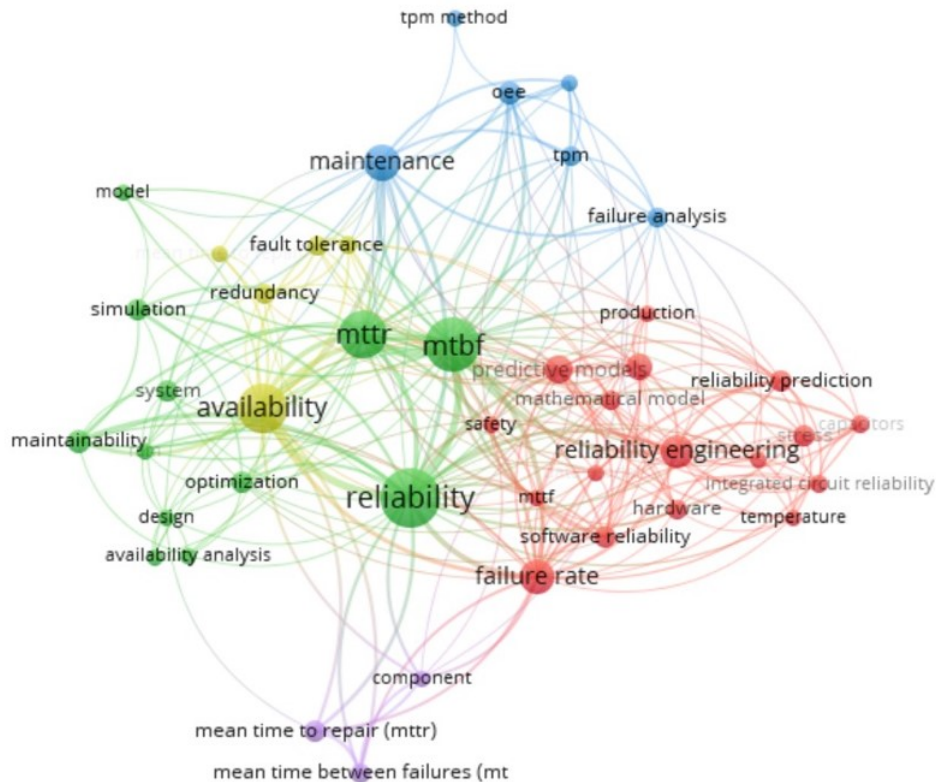 tpm method
oee
tpm
maintenance
model
failure analysis
fault tolerance
redundancy
simulation
production
mttr
mtbf
predictive models
reliability prediction
system
mathematical model
availability
safety
capacitors
stress
maintainability
reliability engineering
optimization
integrated circuit reliability
reliability
mttf
hardware
design
temperature
software reliability
availability analysis
failure rate
component
mean time to repair (mttr)
mean time between failures (mt